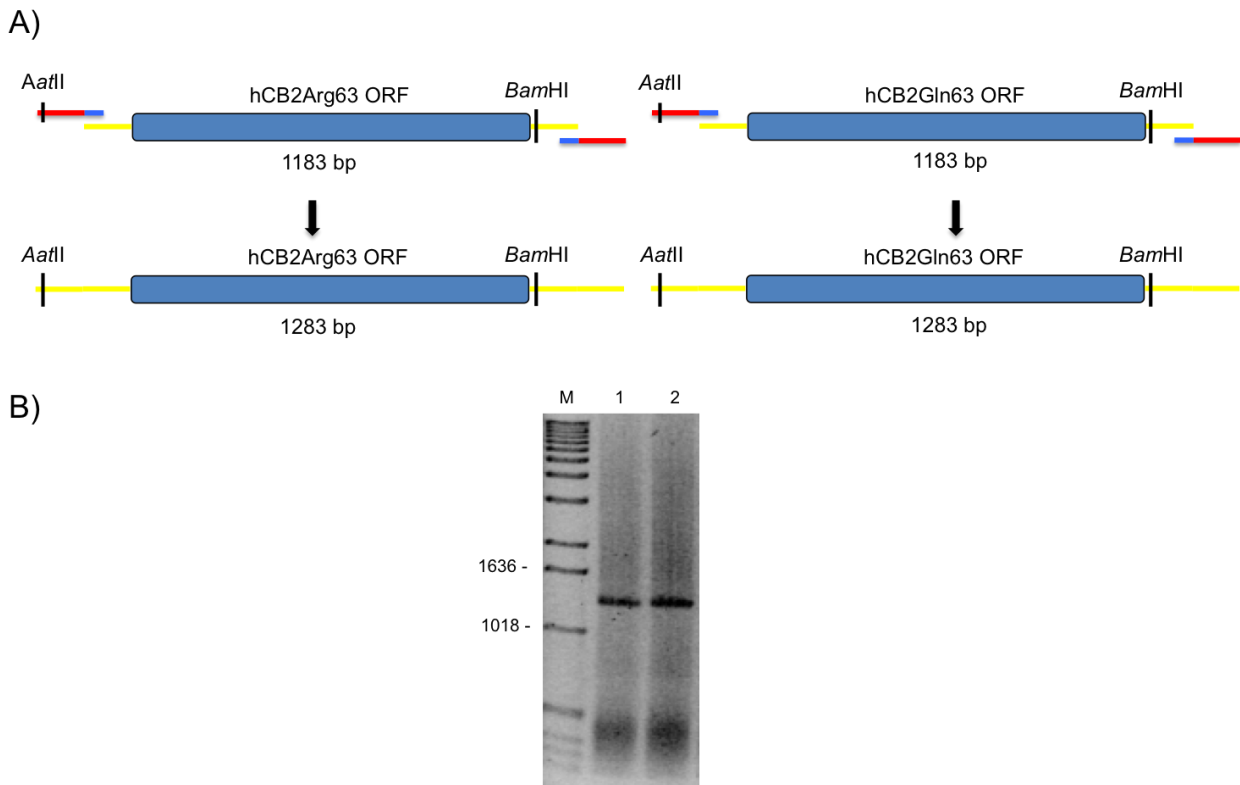 A)
AatII
hCB2Arg63 ORF
BamHI
1183 bp
AatII
hCB2Gln63 ORF
BamHI
1183 bp
AatII
hCB2Arg63 ORF
BamHI
1283 bp
AatII
hCB2Gln63 ORF
BamHI
1283 bp
B)
M 1 2
1636 -
1018 -